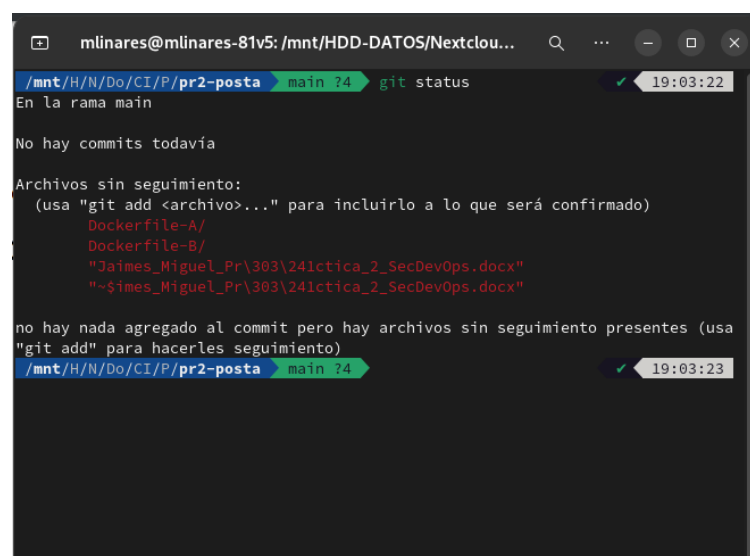 mlinares@mlinares-81v5: /mnt/HDD-DATOS/Nextclou...
/mnt/H/N/Do/CI/P/pr2-posta main ?4 git status ✔ 19:03:22
En la rama main
No hay commits todavía
Archivos sin seguimiento:
(usa "git add <archivo>..." para incluirlo a lo que será confirmado)
Dockerfile-A/
Dockerfile-B/
"Jaimes_Miguel_Pr\303\241ctica_2_SecDevOps.docx"
"~$imes_Miguel_Pr\303\241ctica_2_SecDevOps.docx"
no hay nada agregado al commit pero hay archivos sin seguimiento presentes (usa
"git add" para hacerles seguimiento)
/mnt/H/N/Do/CI/P/pr2-posta main ?4 ✔ 19:03:23